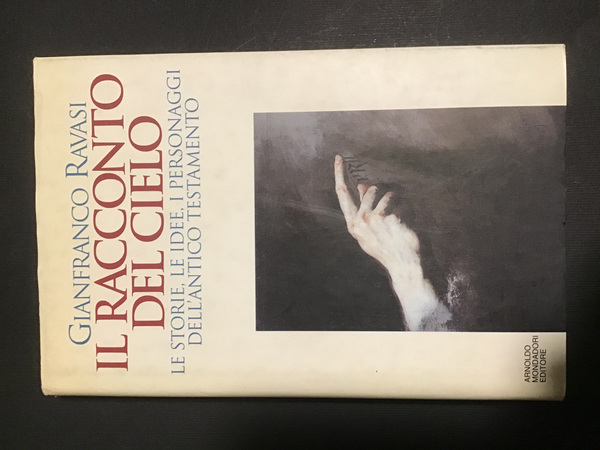 GIANFRANCO RAVASI
IL RACCONTO
DEL CIELO
LE STORIE, LE IDEE, I PERSONAGGI
DELL'ANTICO TESTAMENTO
ARNOLDO
MONDADORI
EDITORE